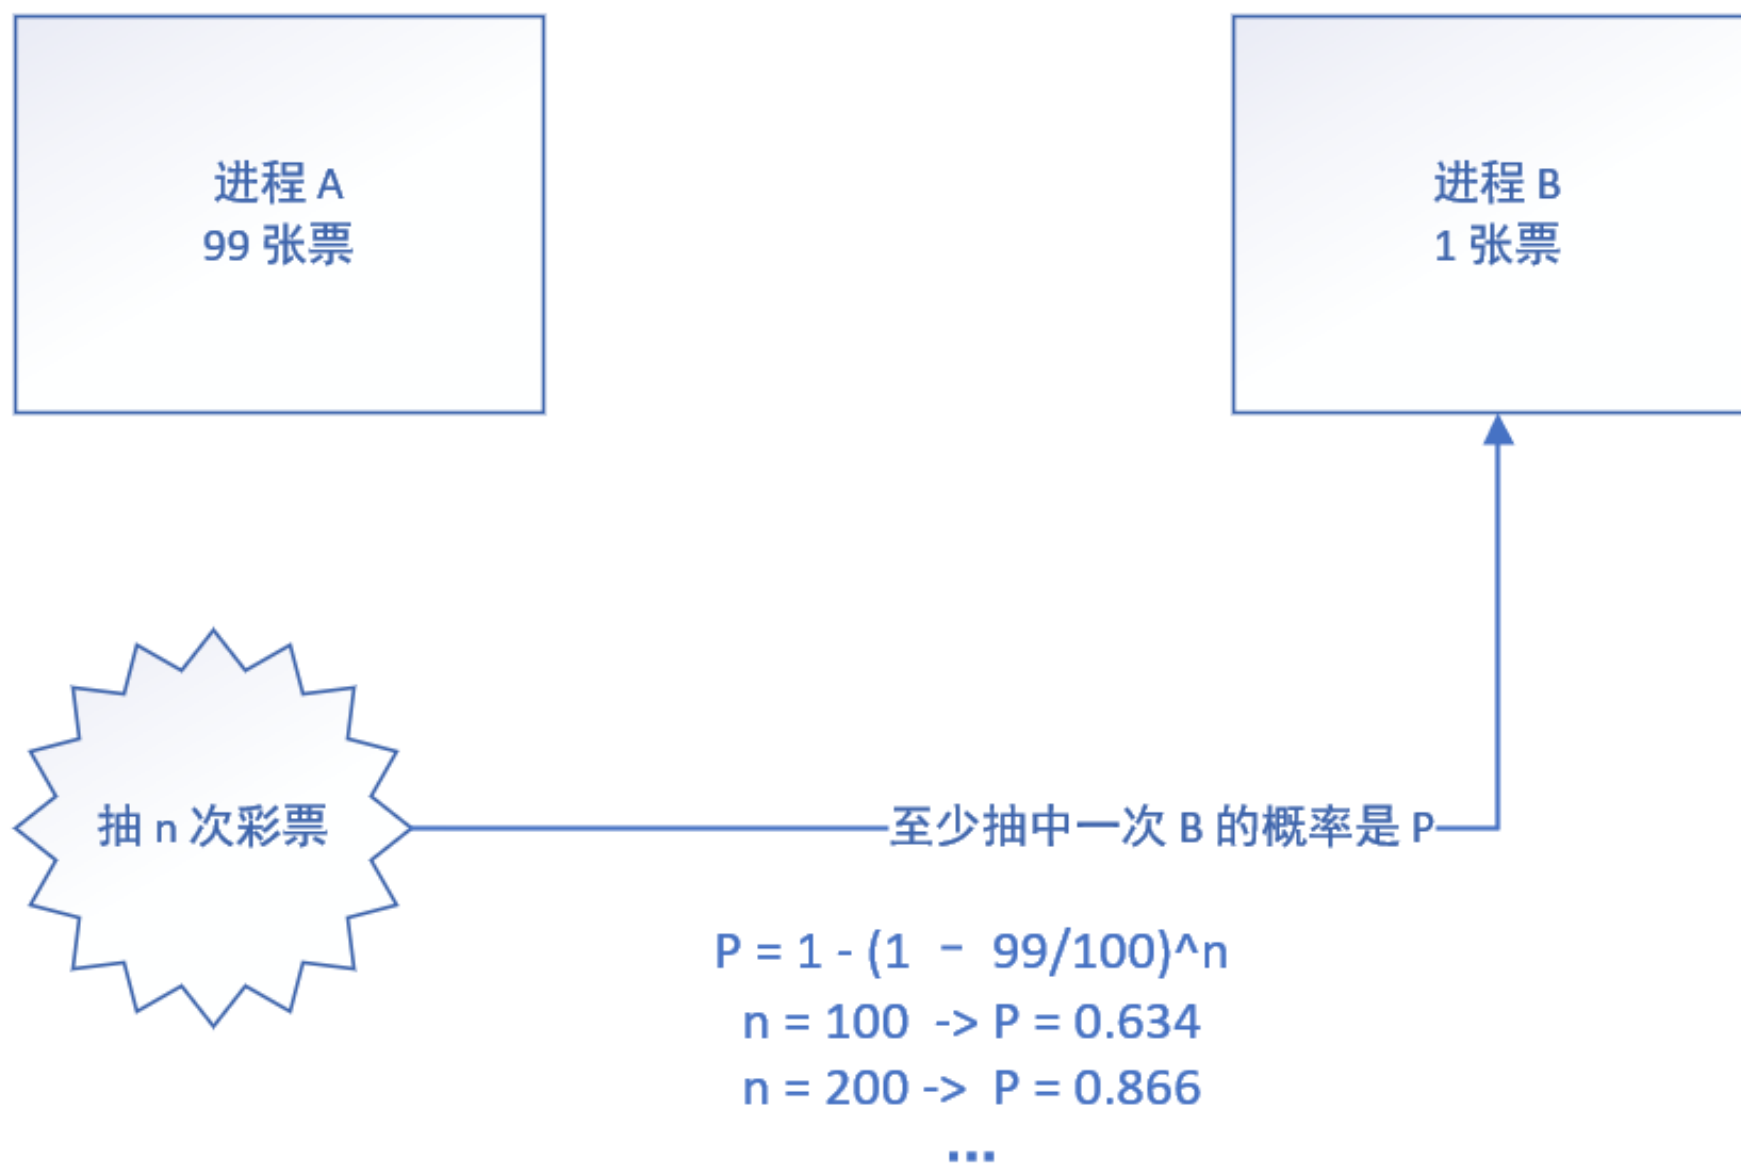 进程 A
99 张票
进程 B
1 张票
抽 n 次彩票
至少抽中一次 B 的概率是 P
P = 1 - (1 － 99/100)^n
n = 100 -> P = 0.634
n = 200 -> P = 0.866
...